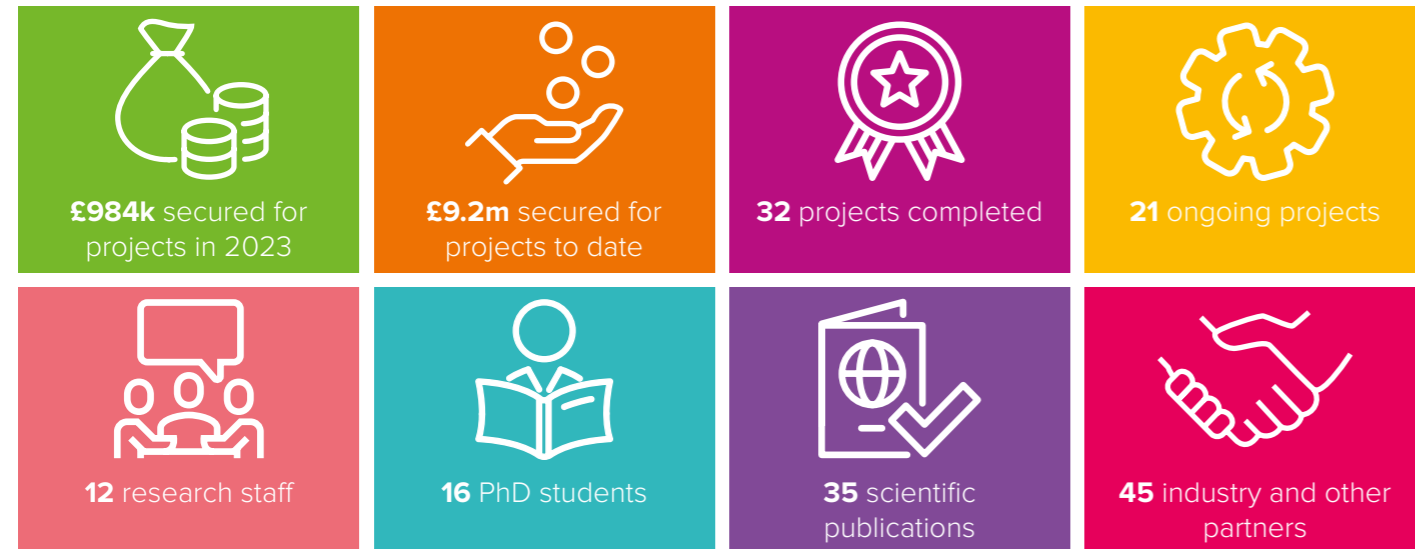 £984k secured for
projects in 2023
£9.2m secured for
projects to date
32 projects completed
21 ongoing projects
12 research staff
16 PhD students
35 scientific
publications
45 industry and other
partners